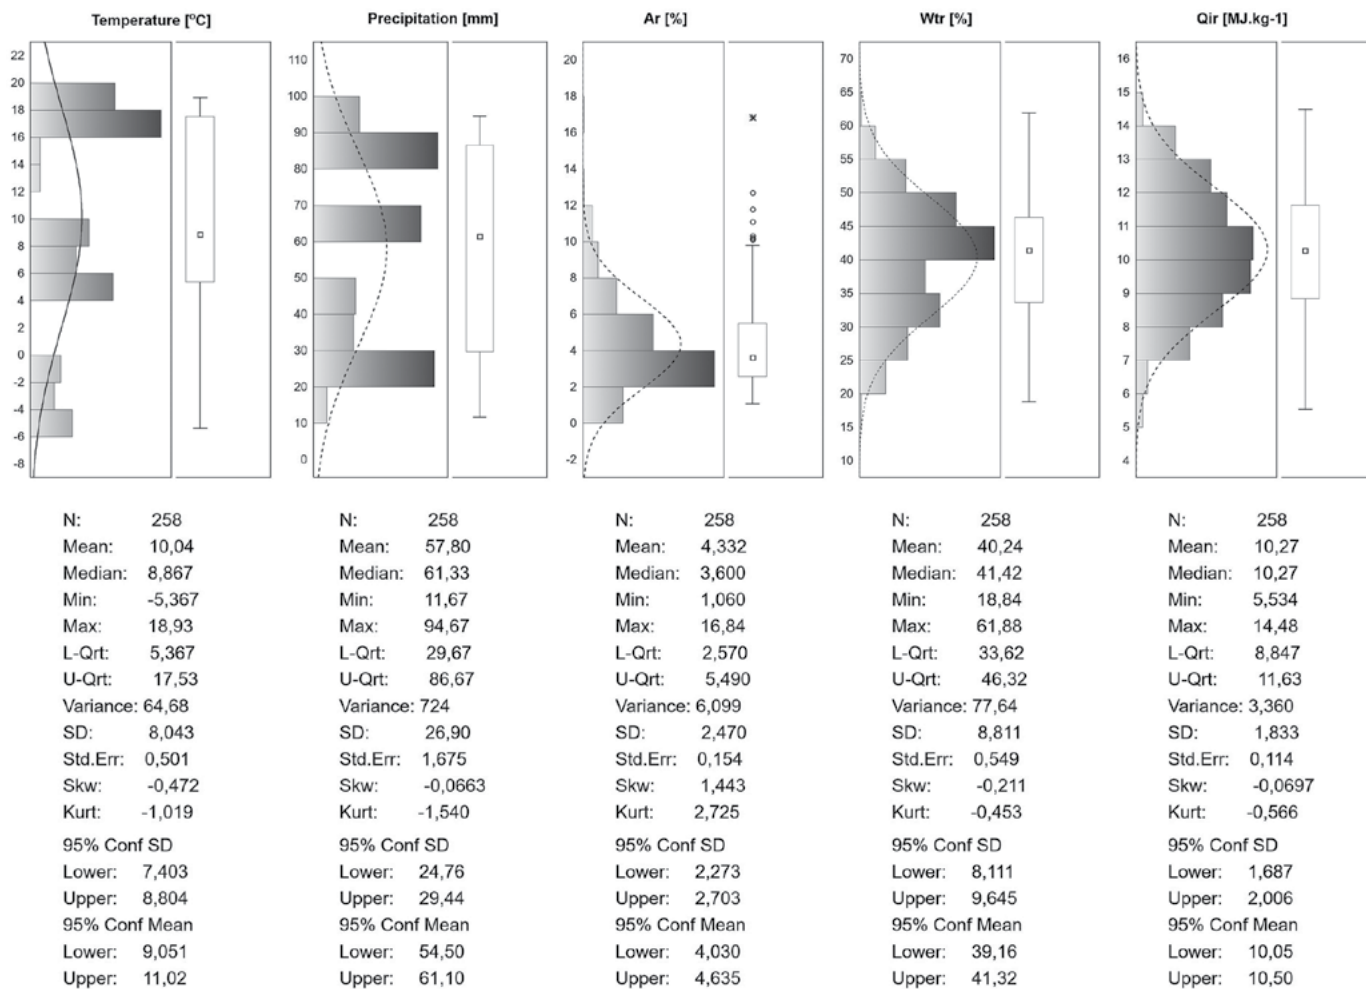 Temperature [ºC]
22
20
18
16
14
12
10
8
6
4
2
0
-2
-4
-6
-8
N: 258
Mean: 10,04
Median: 8,867
Min: -5,367
Max: 18,93
L-Qrt: 5,367
U-Qrt: 17,53
Variance: 64,68
SD: 8,043
Std.Err: 0,501
Skw: -0,472
Kurt: -1,019
95% Conf SD
Lower: 7,403
Upper: 8,804
95% Conf Mean
Lower: 9,051
Upper: 11,02
Precipitation [mm]
110
100
90
80
70
60
50
40
30
20
10
0
N: 258
Mean: 57,80
Median: 61,33
Min: 11,67
Max: 94,67
L-Qrt: 29,67
U-Qrt: 86,67
Variance: 724
SD: 26,90
Std.Err: 1,675
Skw: -0,0663
Kurt: -1,540
95% Conf SD
Lower: 24,76
Upper: 29,44
95% Conf Mean
Lower: 54,50
Upper: 61,10
Ar [%]
20
18
16
14
12
10
8
6
4
2
0
-2
N: 258
Mean: 4,332
Median: 3,600
Min: 1,060
Max: 16,84
L-Qrt: 2,570
U-Qrt: 5,490
Variance: 6,099
SD: 2,470
Std.Err: 0,154
Skw: 1,443
Kurt: 2,725
95% Conf SD
Lower: 2,273
Upper: 2,703
95% Conf Mean
Lower: 4,030
Upper: 4,635
Wtr [%]
70
65
60
55
50
45
40
35
30
25
20
15
10
N: 258
Mean: 40,24
Median: 41,42
Min: 18,84
Max: 61,88
L-Qrt: 33,62
U-Qrt: 46,32
Variance: 77,64
SD: 8,811
Std.Err: 0,549
Skw: -0,211
Kurt: -0,453
95% Conf SD
Lower: 8,111
Upper: 9,645
95% Conf Mean
Lower: 39,16
Upper: 41,32
Qir [MJ.kg-1]
16
15
14
13
12
11
10
9
8
7
6
5
4
N: 258
Mean: 10,27
Median: 10,27
Min: 5,534
Max: 14,48
L-Qrt: 8,847
U-Qrt: 11,63
Variance: 3,360
SD: 1,833
Std.Err: 0,114
Skw: -0,0697
Kurt: -0,566
95% Conf SD
Lower: 1,687
Upper: 2,006
95% Conf Mean
Lower: 10,05
Upper: 10,50